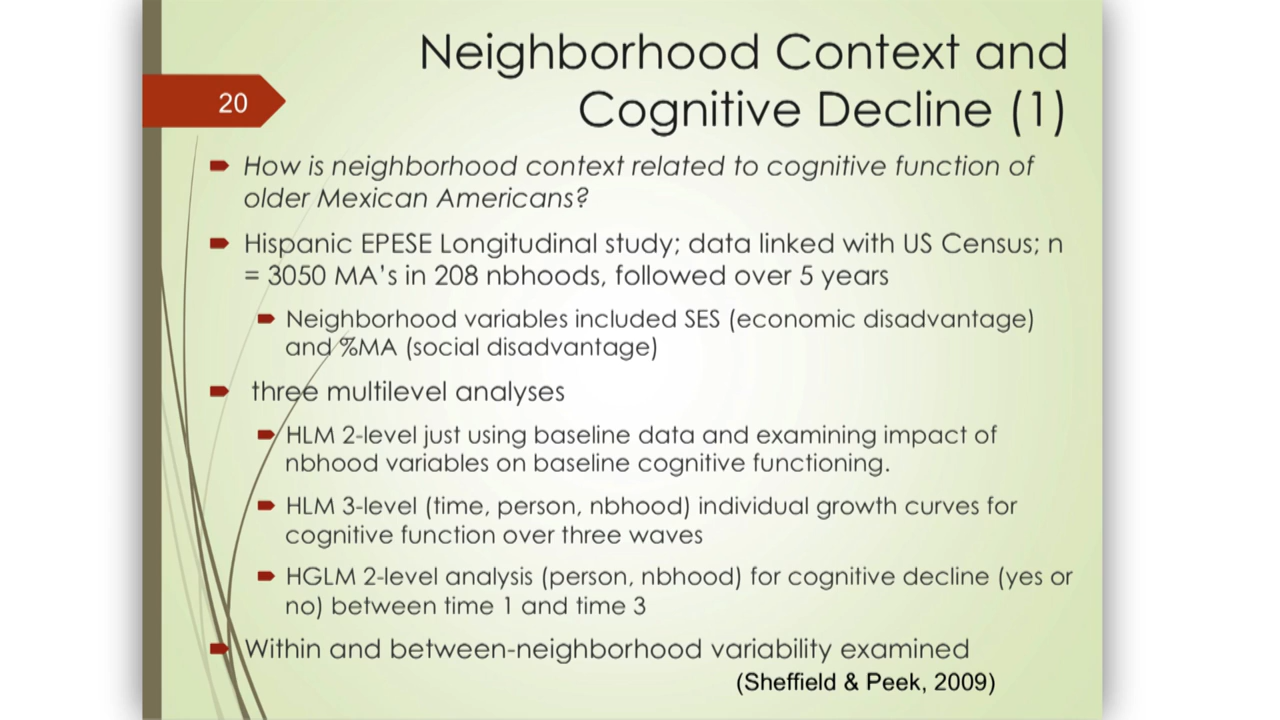 Neighborhood Context and
Cognitive Decline (1)
20
How is neighborhood context related to cognitive function of
older Mexican Americans?
Hispanic EPESE Longitudinal study; data linked with US Census; n
= 3050 MA's in 208 nbhoods, followed over 5 years
Neighborhood variables included SES (economic disadvantage)
and %MA (social disadvantage)
three multilevel analyses
HLM 2-level just using baseline data and examining impact of
nbhood variables on baseline cognitive functioning.
HLM 3-level (time, person, nbhood) individual growth curves for
cognitive function over three waves
HGLM 2-level analysis (person, nbhood) for cognitive decline (yes or
no) between time 1 and time 3
Within and between-neighborhood variability examined
(Sheffield & Peek, 2009)